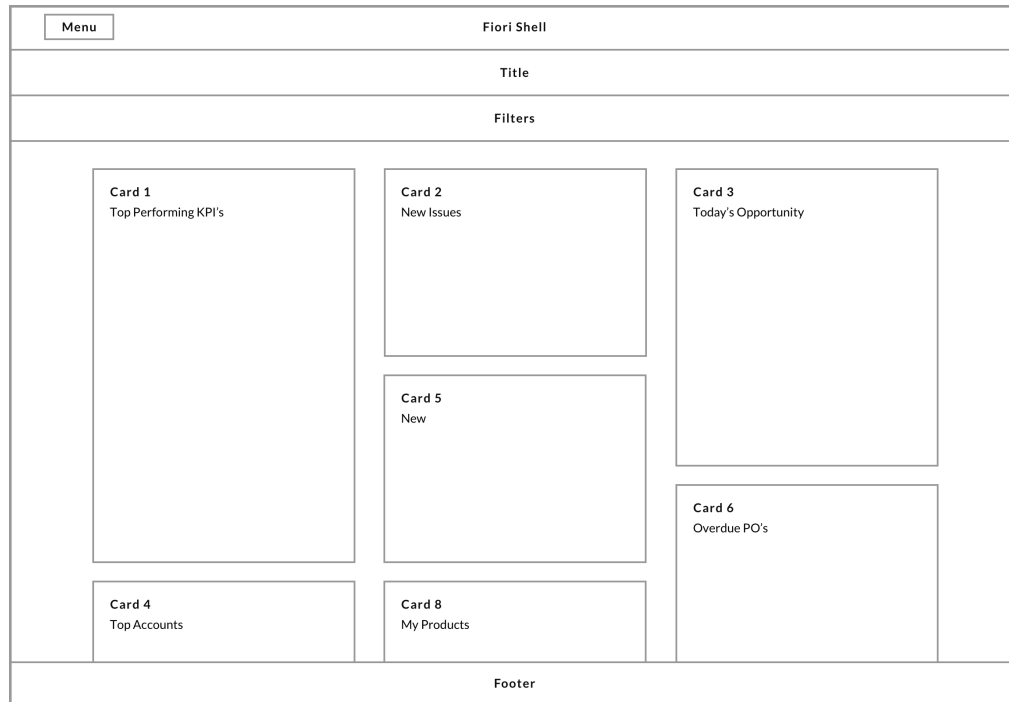 Menu
Fiori Shell
Title
Filters
Card 1
Top Performing KPI's
Card 2
New Issues
Card 3
Today's Opportunity
Card 5
New
Card 6
Overdue PO's
Card 4
Top Accounts
Card 8
My Products
Footer